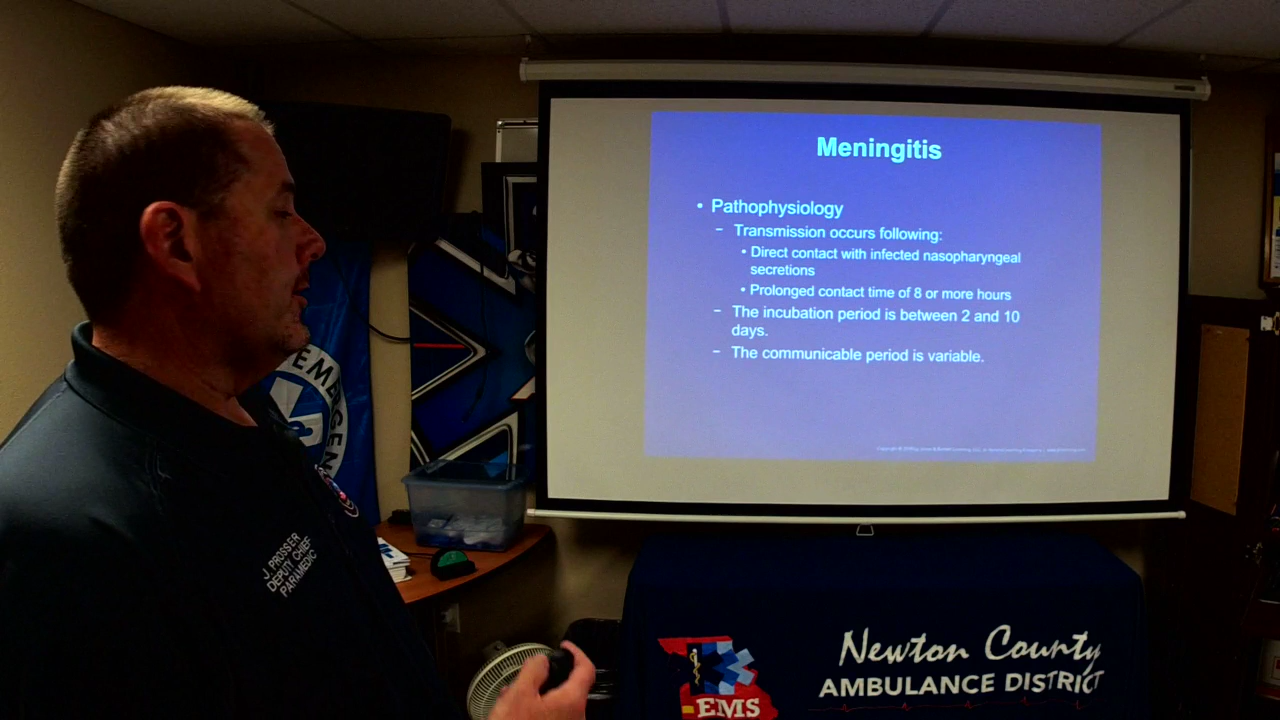 Meningitis
• Pathophysiology
– Transmission occurs following:
• Direct contact with infected nasopharyngeal
secretions
• Prolonged contact time of 8 or more hours
– The incubation period is between 2 and 10
days.
– The communicable period is variable.
EMERGEN
J PROSSER
DEPUTY CHIEF
PARAMEDIC
EMS
Newton County
AMBULANCE DISTRICT